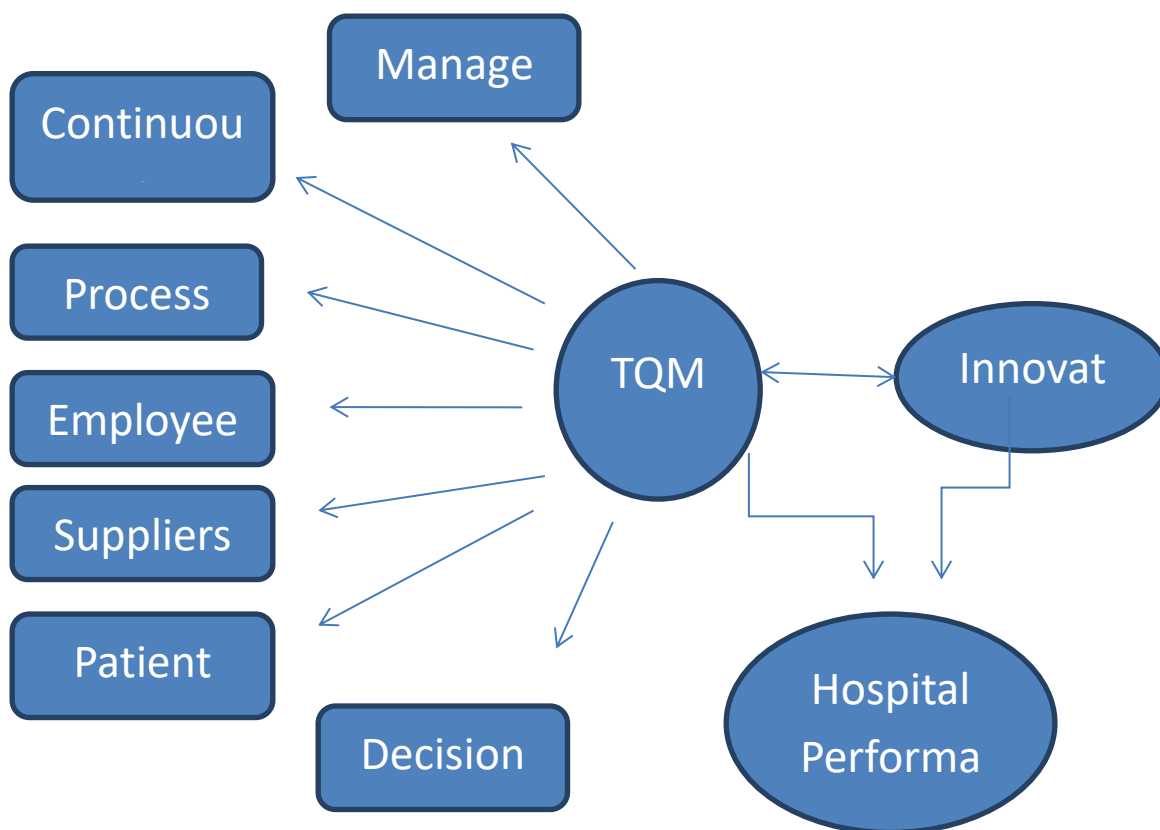 Manage
Continuou
Process
TQM
Innovat
Employee
Suppliers
Patient
Hospital
Performa
Decision